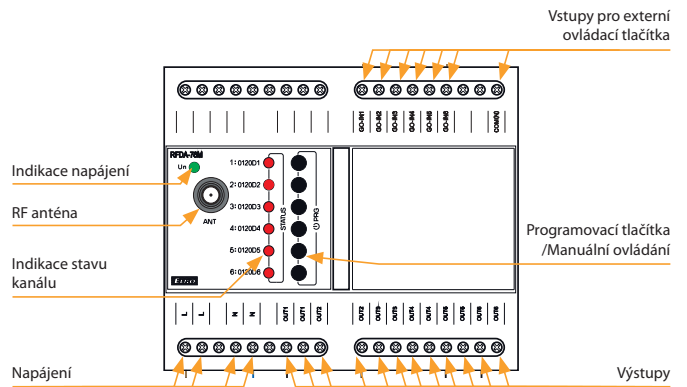 Vstupy pro externí
ovládací tlačítka
GO-IN1 GO-IN2 GO-IN3 GO-IN4 GO-IN5 GO-IN6 COM(N)
RFDA-76M
Un
Indikace napájení
RF anténa
ANT
Indikace stavu
kanálu
1: 0120D1
2: 0120D2
3: 0120D3
4: 0120D4
5: 0120D5
6: 0120D6
STATUS
PRG
Programovací tlačítka
/Manuální ovládání
L L N N OUT1 OUT1 OUT2 OUT2 OUT3 OUT3 OUT4 OUT4 OUT5 OUT5 OUT6 OUT6
Napájení
Výstupy